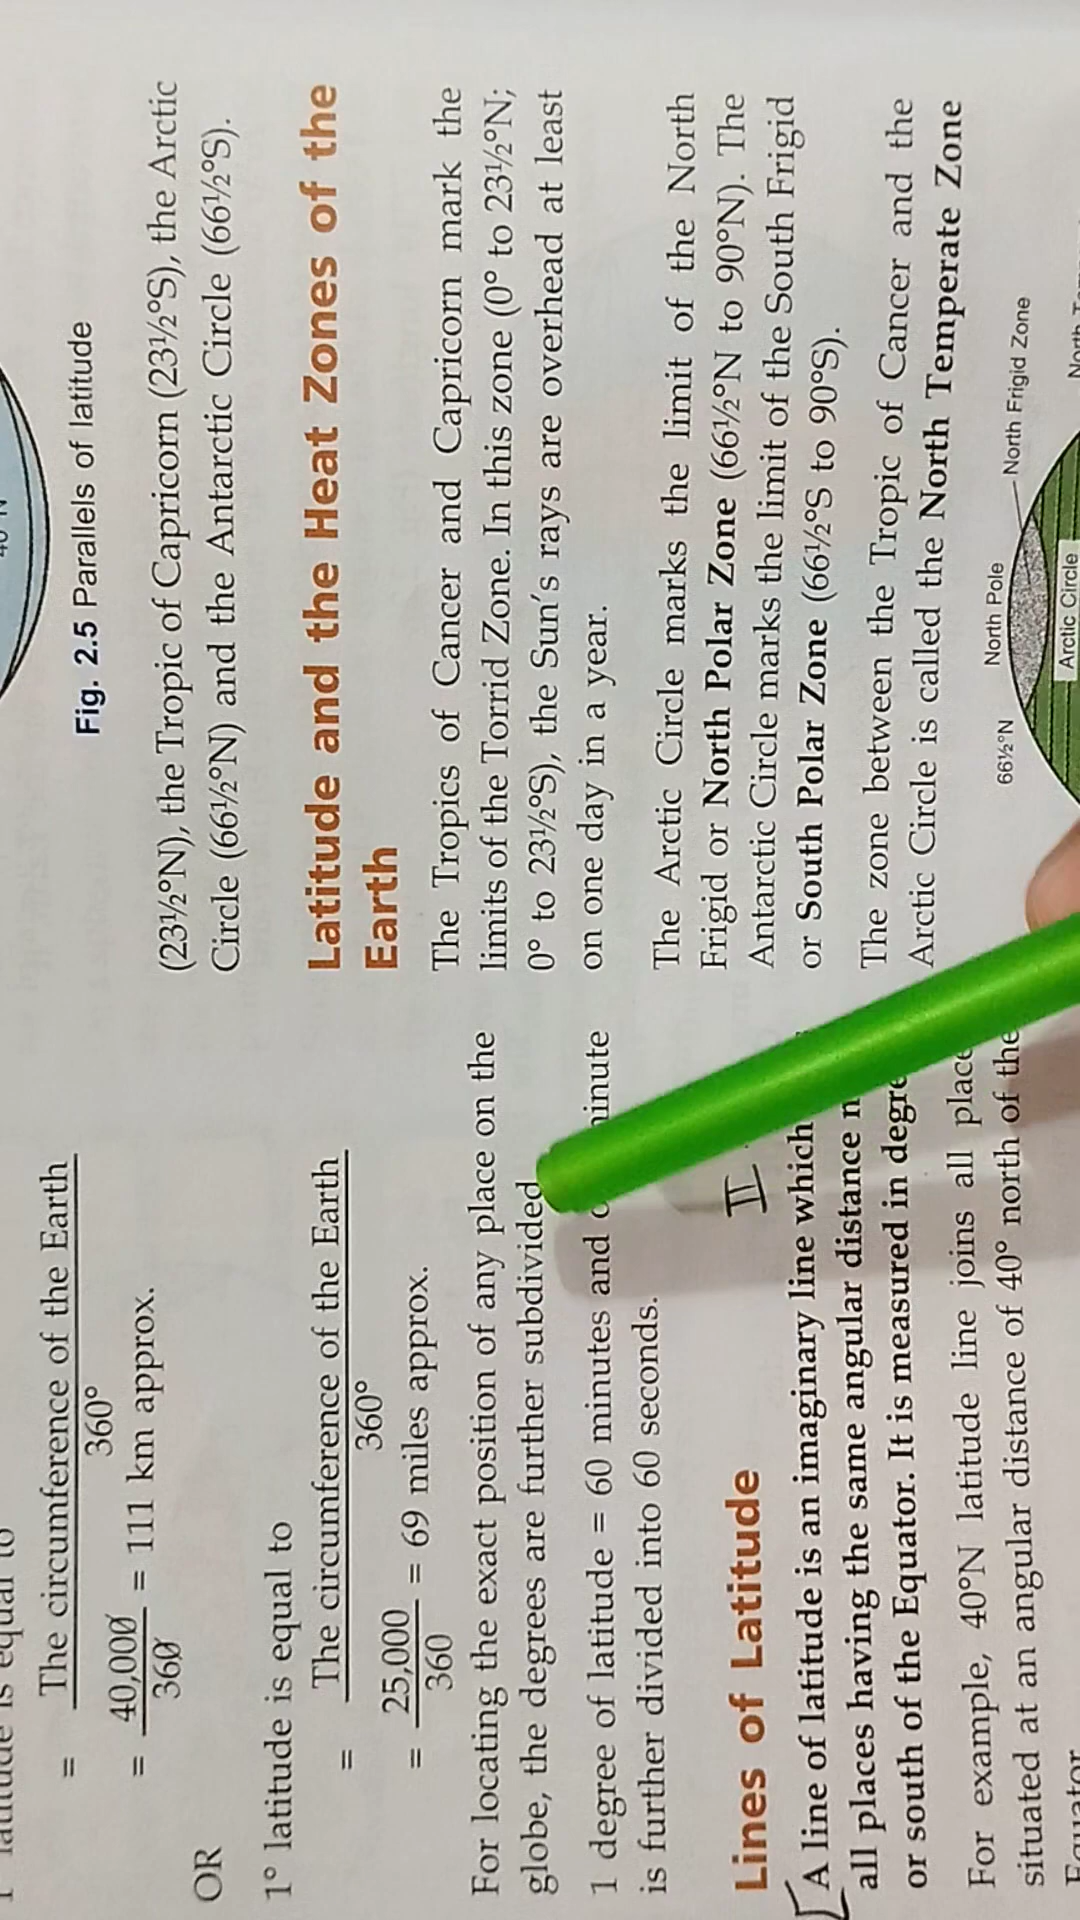 1° latitude is equal to
= The circumference of the Earth
360°
= 40,000
360
= 111 km approx.
OR
1° latitude is equal to
= The circumference of the Earth
360°
= 25,000
360
= 69 miles approx.
For locating the exact position of any place on the
globe, the degrees are further subdivided
1 degree of latitude = 60 minutes and
is further divided into 60 seconds.
Lines of Latitude
II
A line of latitude is an imaginary line which
all places having the same angular distance
or south of the Equator. It is measured in
For example, 40°N latitude line joins all
situated at an angular distance of 40° north of the
Equator
40°N
Fig. 2.5 Parallels of latitude
(23½°N), the Tropic of Capricorn (23½°S), the Arctic
Circle (66½°N) and the Antarctic Circle (66½°S).
Latitude and the Heat Zones of the
Earth
The Tropics of Cancer and Capricorn mark the
limits of the Torrid Zone. In this zone (0° to 23½°N;
0° to 23½°S), the Sun's rays are overhead at least
on one day in a year.
The Arctic Circle marks the limit of the North
Frigid or North Polar Zone (66½°N to 90°N). The
Antarctic Circle marks the limit of the South Frigid
or South Polar Zone (66½°S to 90°S).
The zone between the Tropic of Cancer and the
Arctic Circle is called the North Temperate Zone
66½°N
North Pole
North Frigid Zone
Arctic Circle
North